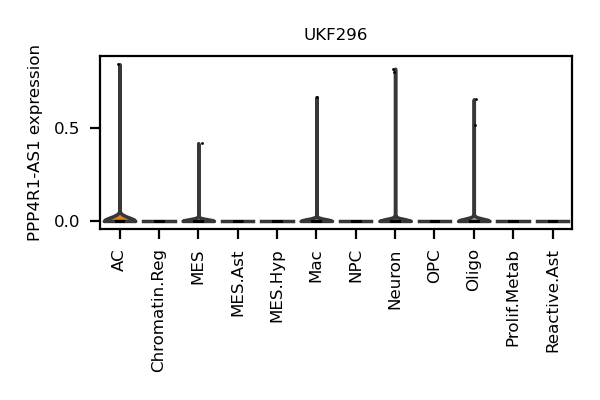 UKF296
PPP4R1-AS1 expression
0.5
0.0
AC
Chromatin.Reg
MES
MES.Ast
MES.Hyp
Mac
NPC
Neuron
OPC
Oligo
Prolif.Metab
Reactive.Ast